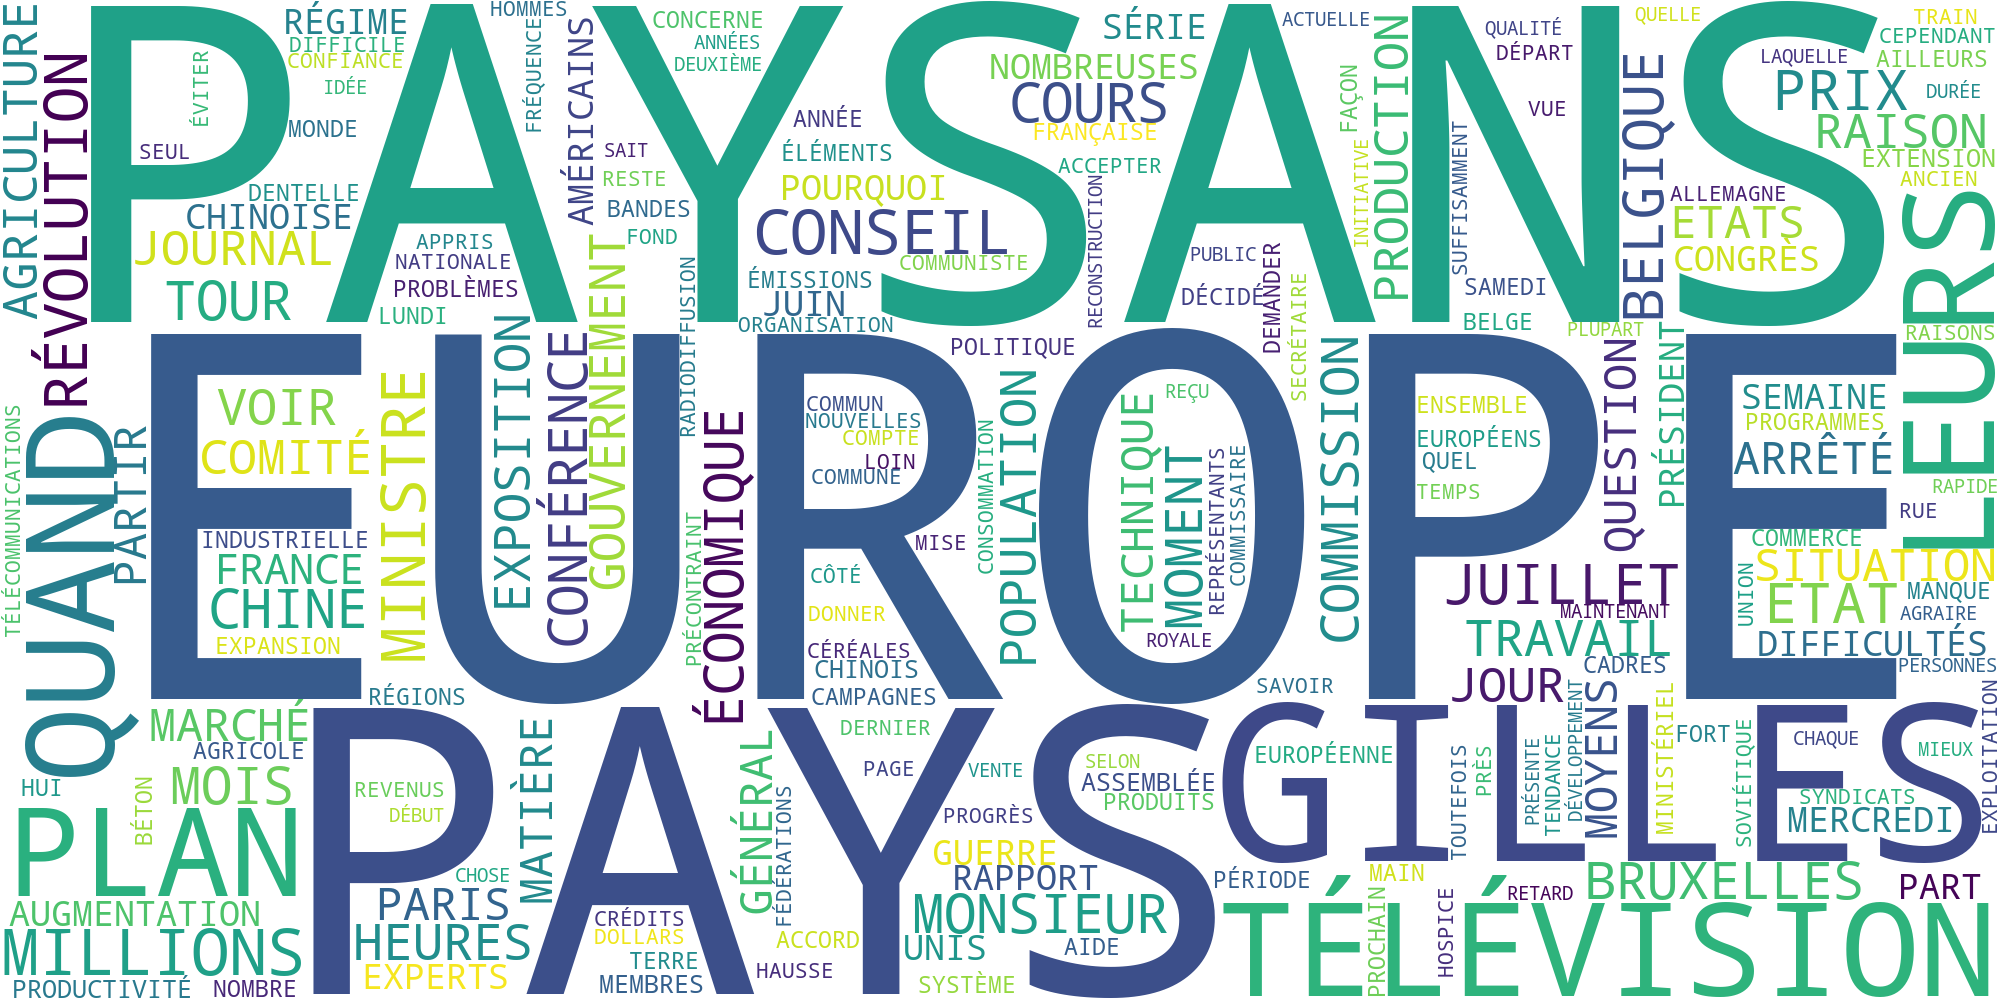 PAYSANS
EUROPE
PAYS
GILLES
TÉLÉVISION
PLAN
QUAND
LEURS
AGRICULTURE
RÉVOLUTION
RÉGIME
DIFFICILE
CONFIANCE
IDÉE
ÉVITER
MONDE
SEUL
DENTELLE
CHINOISE
JOURNAL
TOUR
HOMMES
FRÉQUENCE
AMÉRICAINS
APPRIS
NATIONALE
PROBLÈMES
LUNDI
CONCERNE
ANNÉES
DEUXIÈME
SAIT
RESTE
BANDES
FOND
ANNÉE
ÉLÉMENTS
POURQUOI
CONSEIL
COMMUNISTE
ÉMISSIONS
JUIN
ORGANISATION
RADIODIFFUSION
GOUVERNEMENT
SÉRIE
NOMBREUSES
COURS
FRANÇAISE
ACCEPTER
RECONSTRUCTION
POLITIQUE
ACTUELLE
FAÇON
INITIATIVE
PRODUCTION
PUBLIC
DÉCIDÉ
DEMANDER
SECRÉTAIRE
QUALITÉ
DÉPART
VUE
SUFFISAMMENT
SAMEDI
BELGE
PLUPART
QUELLE
BELGIQUE
LAQUELLE
TRAIN
CEPENDANT
AILLEURS
PRIX
DURÉE
RAISON
EXTENSION
ANCIEN
ALLEMAGNE
ETATS
CONGRÈS
RAISONS
TÉLÉCOMMUNICATIONS
PARTIR
VOIR
COMITÉ
INDUSTRIELLE
FRANCE
CHINE
EXPANSION
MINISTRE
EXPOSITION
CONFÉRENCE
PRÉCONTRAINT
ÉCONOMIQUE
COMMUN
NOUVELLES
COMPTE
LOIN
COMMUNE
CÔTÉ
DONNER
CÉRÉALES
CHINOIS
CAMPAGNES
MISE
CONSOMMATION
POPULATION
REÇU
TECHNIQUE
MOMENT
REPRÉSENTANTS
COMMISSAIRE
ROYALE
COMMISSION
ENSEMBLE
EUROPÉENS
QUEL
TEMPS
QUESTION
PRÉSIDENT
JUILLET
MAINTENANT
TRAVAIL
CADRES
JOUR
SAVOIR
SEMAINE
PROGRAMMES
ARRÊTÉ
RAPIDE
RUE
COMMERCE
SITUATION
UNION
ETAT
MANQUE
AGRAIRE
DIFFICULTÉS
PERSONNES
RÉGIONS
MARCHÉ
AGRICOLE
HUI
MOIS
BÉTON
REVENUS
DÉBUT
AUGMENTATION
MILLIONS
PRODUCTIVITÉ
NOMBRE
CHOSE
PARIS
HEURES
EXPERTS
MATIÈRE
GÉNÉRAL
FÉDÉRATIONS
CRÉDITS
DOLLARS
TERRE
MEMBRES
DERNIER
PAGE
VENTE
PROGRÈS
GUERRE
RAPPORT
MONSIEUR
ACCORD
UNIS
HAUSSE
SYSTÈME
SELON
ASSEMBLÉE
PRODUITS
AIDE
EUROPÉENNE
PÉRIODE
MAIN
PROCHAIN
HOSPICE
TOUTEFOIS
PRÈS
PRÉSENTE
TENDANCE
DÉVELOPPEMENT
MOYENS
MINISTÉRIEL
FORT
SOVIÉTIQUE
CHAQUE
MIEUX
SYNDICATS
MERCREDI
EXPLOITATION
RETARD
BRUXELLES
PART